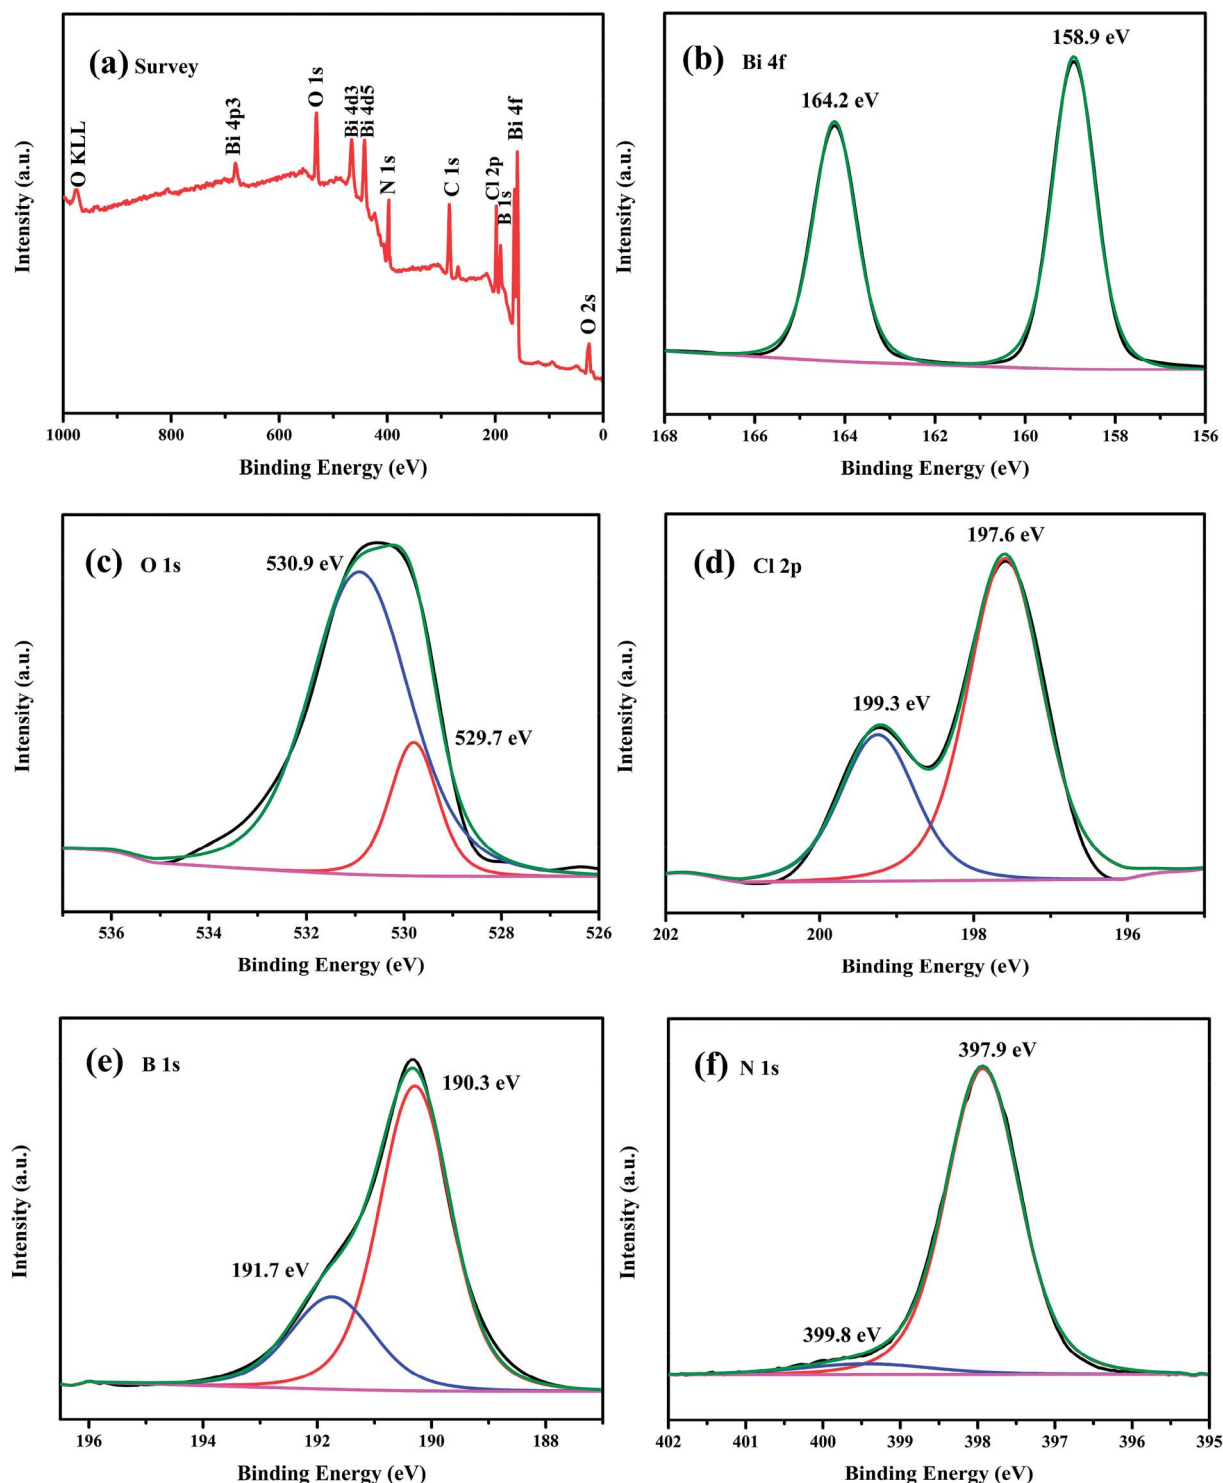 (a) Survey
O KLL
Bi 4p3
O 1s
Bi 4d3
Bi 4d5
N 1s
C 1s
Cl 2p
B 1s
Bi 4f
O 2s
Intensity (a.u.)
1000 800 600 400 200 0
Binding Energy (eV)
(b) Bi 4f
164.2 eV
158.9 eV
Intensity (a.u.)
168 166 164 162 160 158 156
Binding Energy (eV)
(c) O 1s
530.9 eV
529.7 eV
Intensity (a.u.)
536 534 532 530 528 526
Binding Energy (eV)
(d) Cl 2p
197.6 eV
199.3 eV
Intensity (a.u.)
202 200 198 196
Binding Energy (eV)
(e) B 1s
190.3 eV
191.7 eV
Intensity (a.u.)
196 194 192 190 188
Binding Energy (eV)
(f) N 1s
397.9 eV
399.8 eV
Intensity (a.u.)
402 401 400 399 398 397 396 395
Binding Energy (eV)